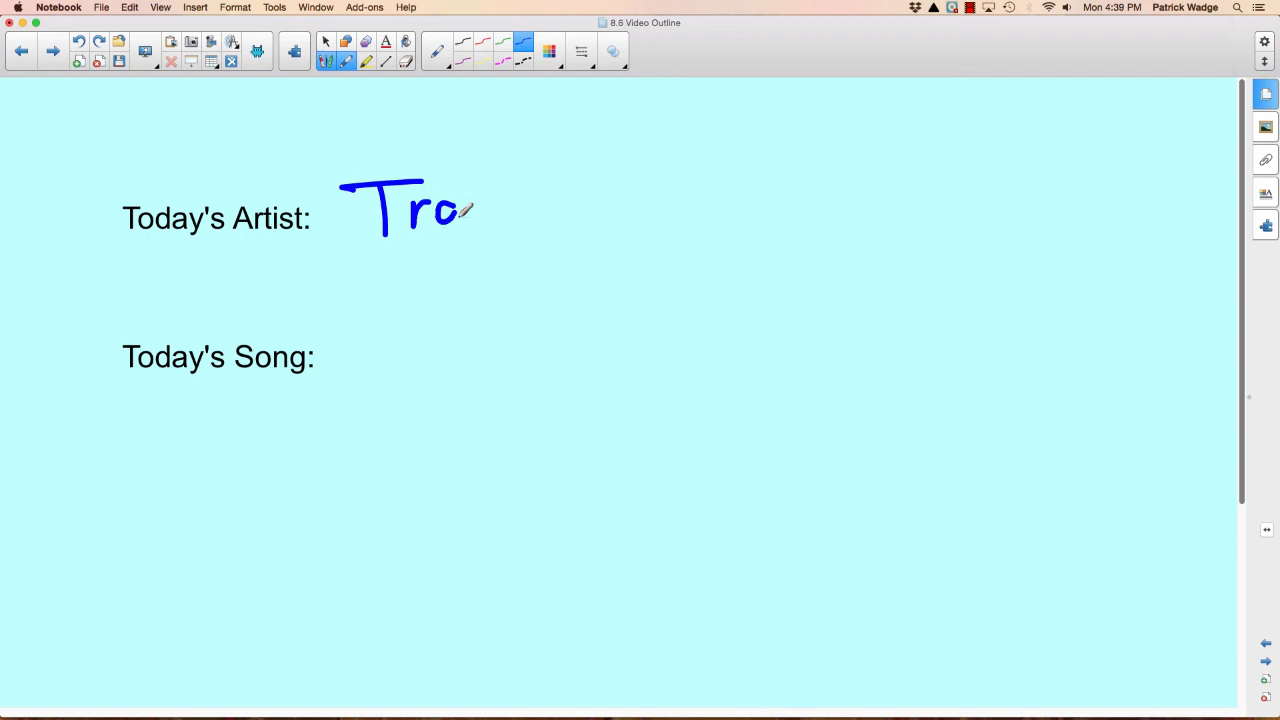 Notebook File Edit View Insert Format Tools Window Add-ons Help Mon 4:39 PM Patrick Wadge
8.6 Video Outline
Today's Artist: Tro
Today's Song: